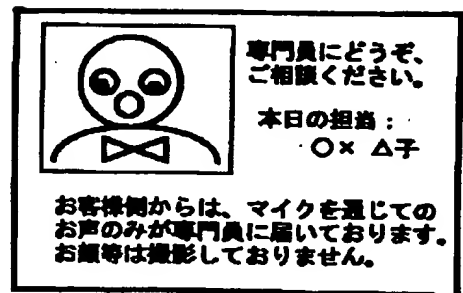 専門員にどうぞ、
ご相談ください。
本日の担当：
○× △子
お客様側からは、マイクを通じての
お声のみが専門員に届いております。
お顔等は撮影しておりません。